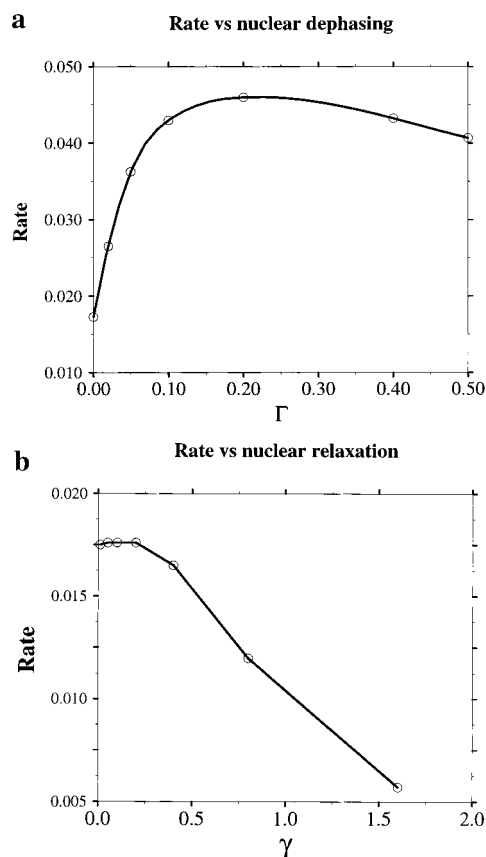 a
Rate vs nuclear dephasing
0.050
0.040
0.030
0.020
0.010
Rate
0.00 0.10 0.20 0.30 0.40 0.50
Γ
b
Rate vs nuclear relaxation
0.020
0.015
0.010
0.005
Rate
0.0 0.5 1.0 1.5 2.0
γ